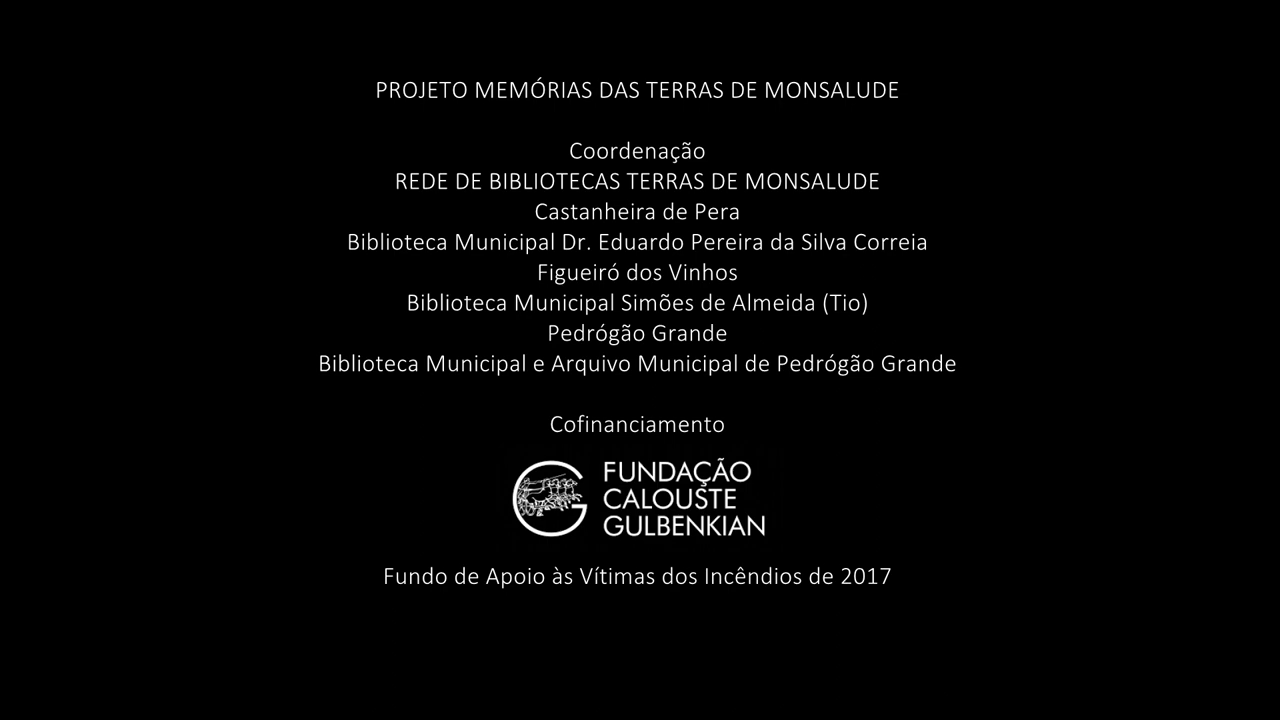 PROJETO MEMÓRIAS DAS TERRAS DE MONSALUDE
Coordenação
REDE DE BIBLIOTECAS TERRAS DE MONSALUDE
Castanheira de Pera
Biblioteca Municipal Dr. Eduardo Pereira da Silva Correia
Figueiró dos Vinhos
Biblioteca Municipal Simões de Almeida (Tio)
Pedrógão Grande
Biblioteca Municipal e Arquivo Municipal de Pedrógão Grande
Cofinanciamento
FUNDAÇÃO
CALOUSTE
GULBENKIAN
Fundo de Apoio às Vítimas dos Incêndios de 2017